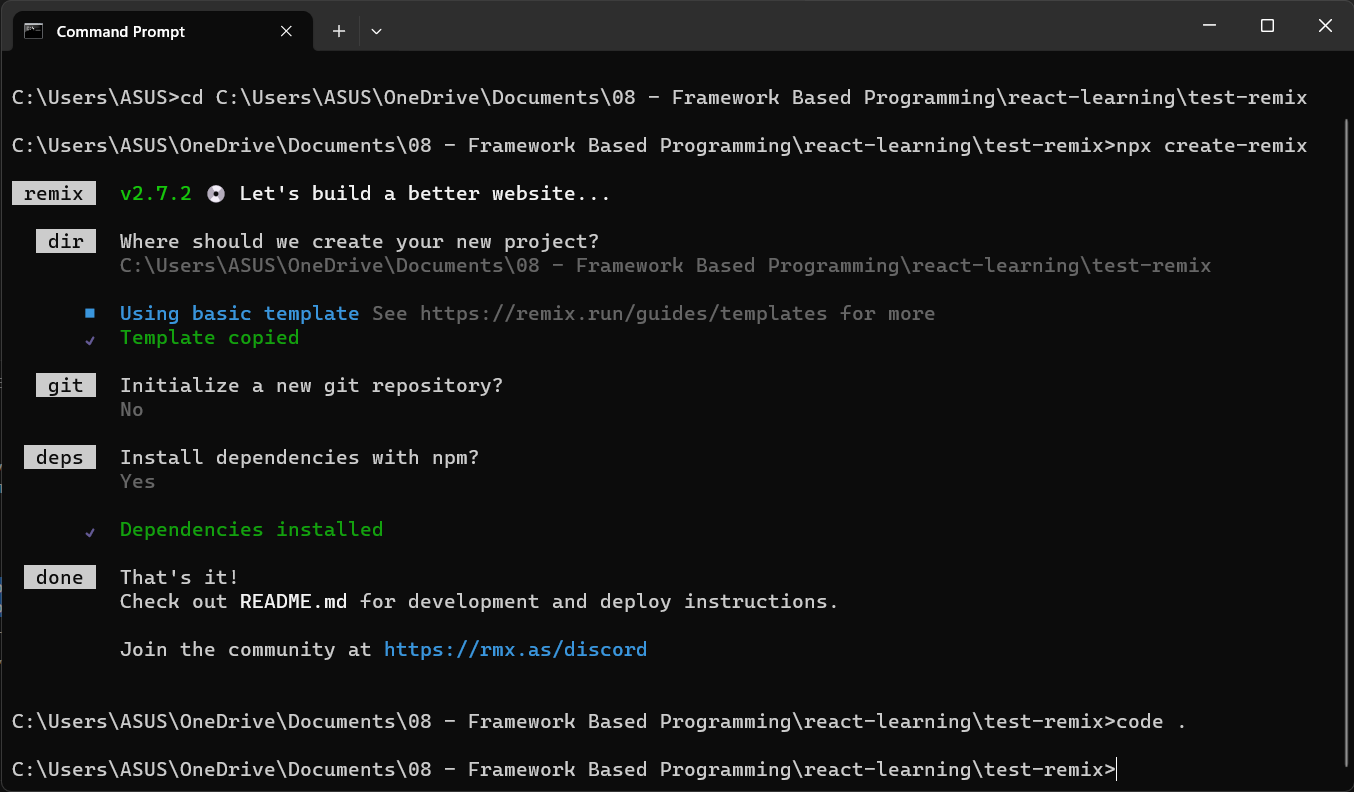 Command Prompt
C:\Users\ASUS>cd C:\Users\ASUS\OneDrive\Documents\08 - Framework Based Programming\react-learning\test-remix
C:\Users\ASUS\OneDrive\Documents\08 - Framework Based Programming\react-learning\test-remix>npx create-remix
remix v2.7.2 💿 Let's build a better website...
dir Where should we create your new project?
C:\Users\ASUS\OneDrive\Documents\08 - Framework Based Programming\react-learning\test-remix
Using basic template See https://remix.run/guides/templates for more
Template copied
git Initialize a new git repository?
No
deps Install dependencies with npm?
Yes
Dependencies installed
done That's it!
Check out README.md for development and deploy instructions.
Join the community at https://rmx.as/discord
C:\Users\ASUS\OneDrive\Documents\08 - Framework Based Programming\react-learning\test-remix>code .
C:\Users\ASUS\OneDrive\Documents\08 - Framework Based Programming\react-learning\test-remix>